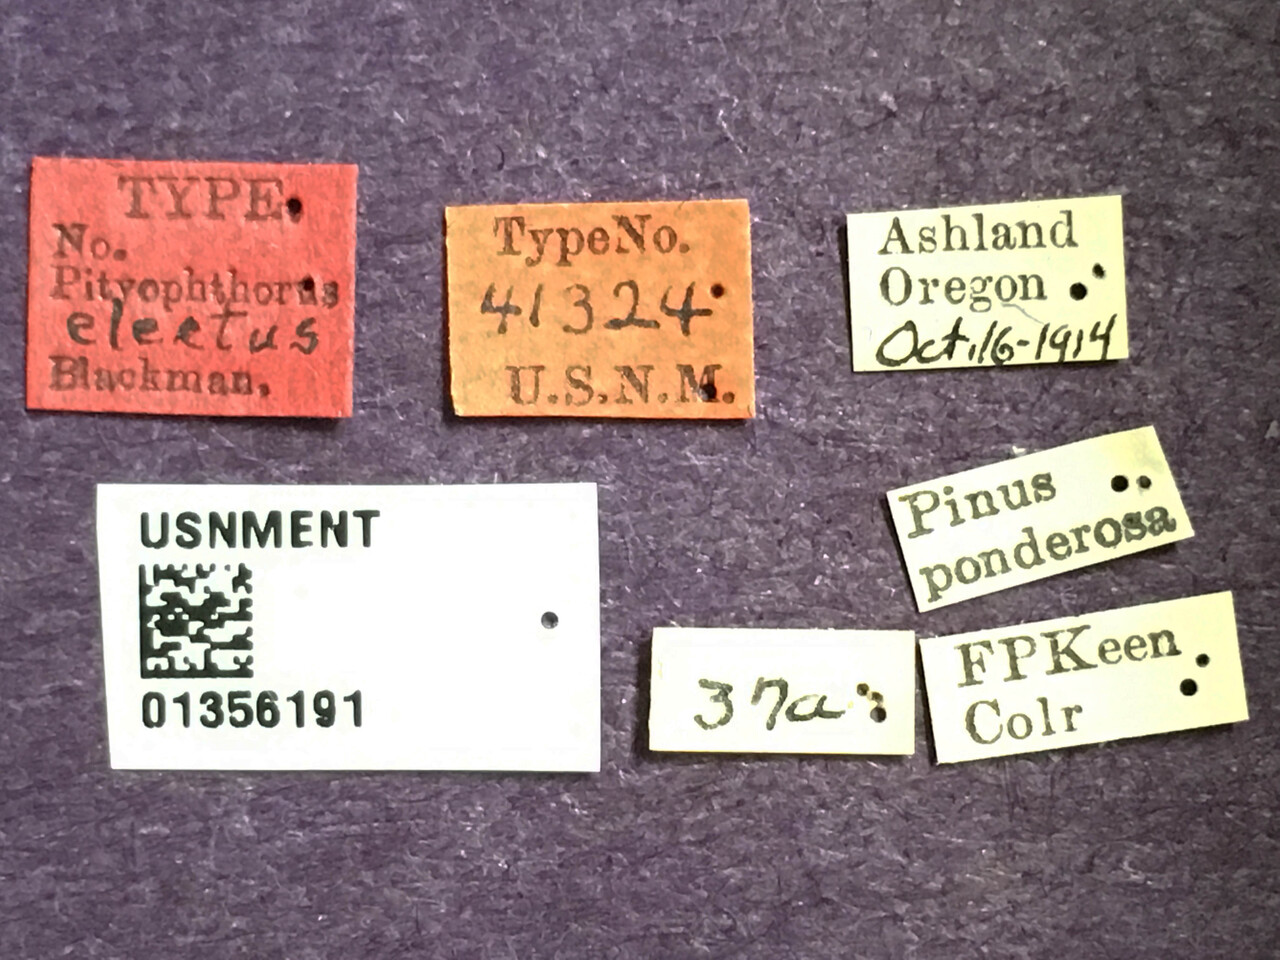 TYPE
No.
Pityophthorus
electus
Blackman.
TypeNo.
41324
U.S.N.M.
Ashland
Oregon
Oct.16-1914
USNMENT
01356191
Pinus
ponderosa
37a
FPKeen
Colr